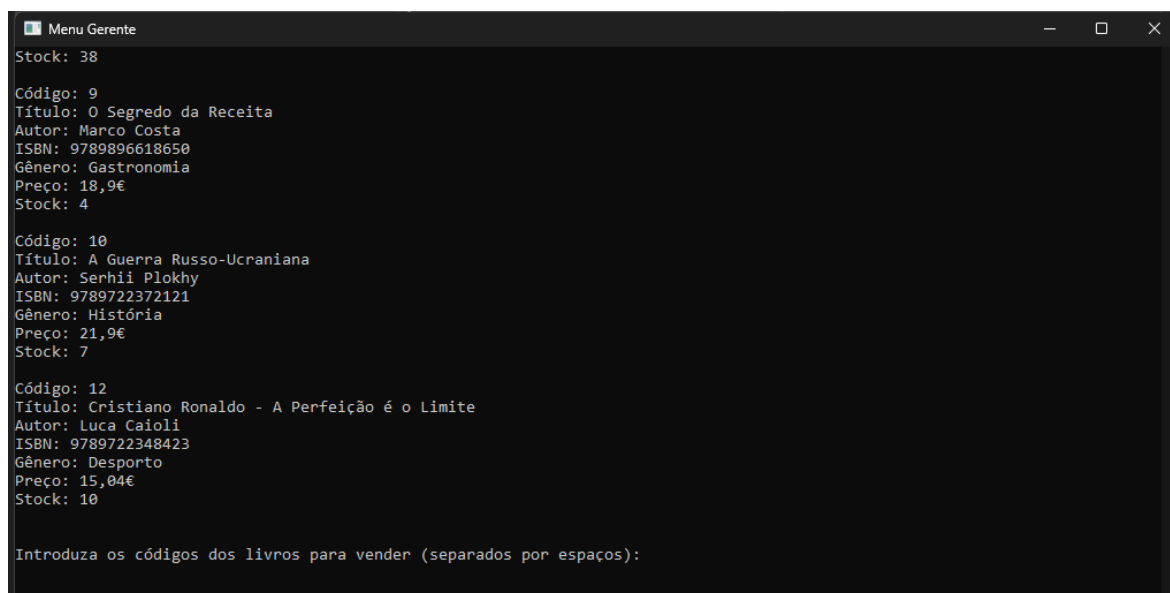 Menu Gerente
Stock: 38
Código: 9
Título: O Segredo da Receita
Autor: Marco Costa
ISBN: 9789896618650
Gênero: Gastronomia
Preço: 18,9€
Stock: 4
Código: 10
Título: A Guerra Russo-Ucraniana
Autor: Serhii Plokhy
ISBN: 9789722372121
Gênero: História
Preço: 21,9€
Stock: 7
Código: 12
Título: Cristiano Ronaldo - A Perfeição é o Limite
Autor: Luca Caioli
ISBN: 9789722348423
Gênero: Desporto
Preço: 15,04€
Stock: 10
Introduza os códigos dos livros para vender (separados por espaços):